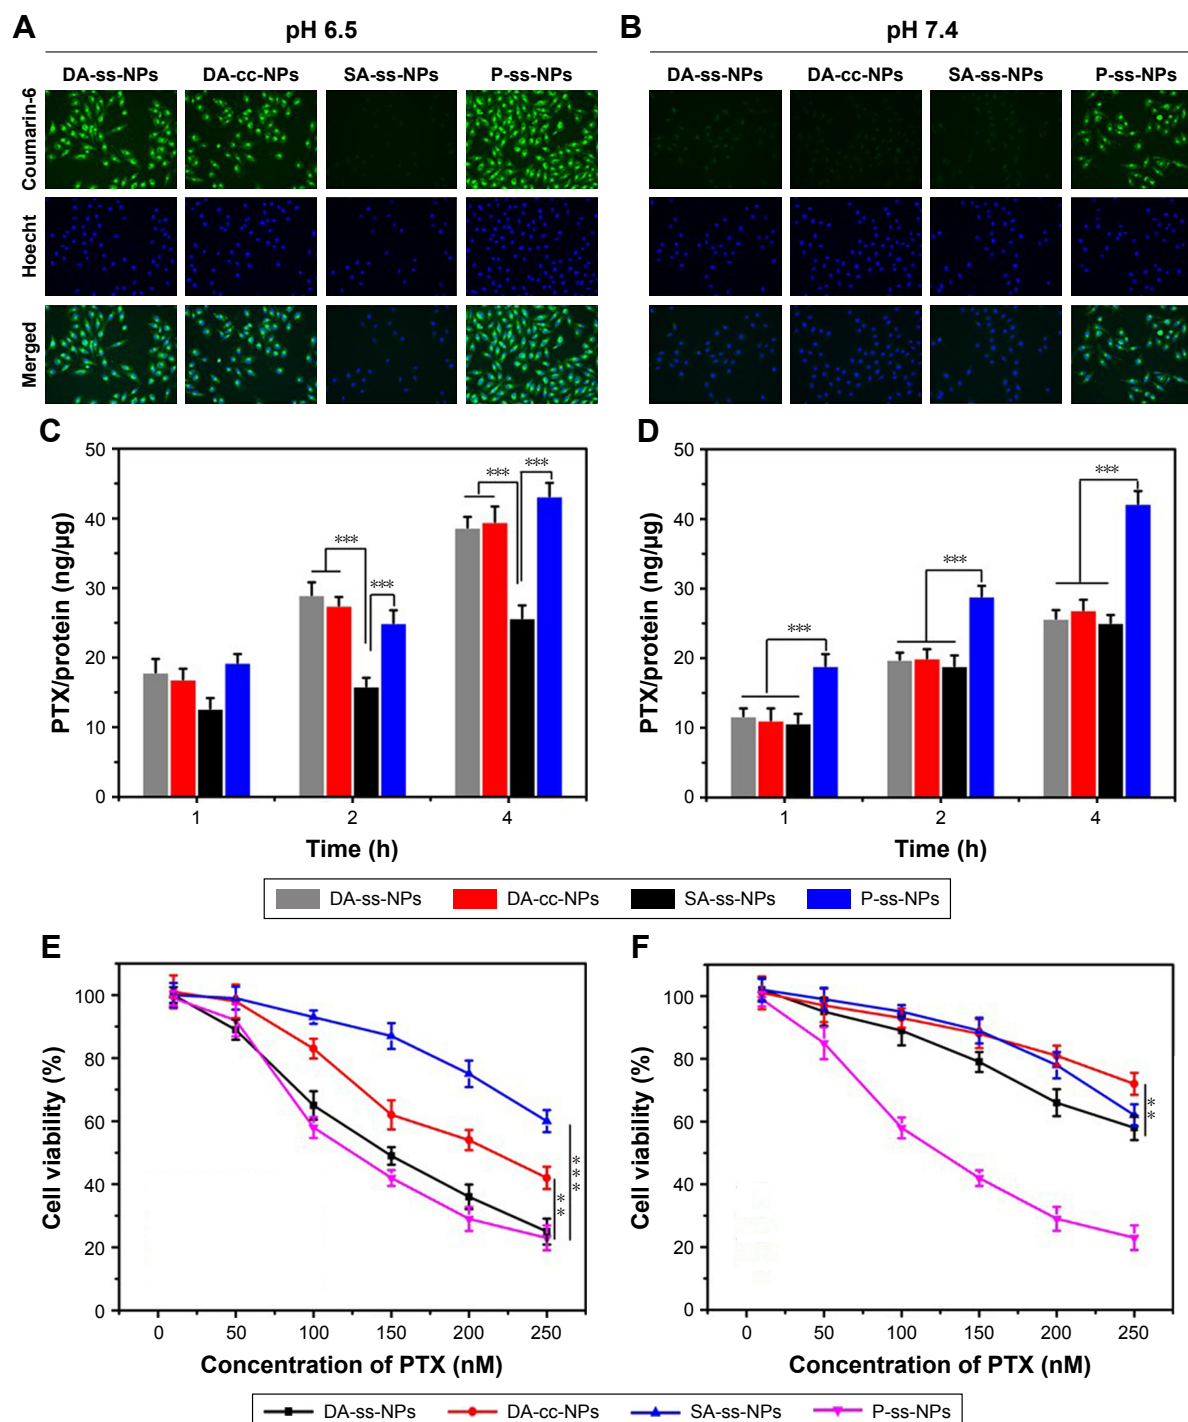 A
pH 6.5
DA-ss-NPs DA-cc-NPs SA-ss-NPs P-ss-NPs
Coumarin-6
Hoecht
Merged
B
pH 7.4
DA-ss-NPs DA-cc-NPs SA-ss-NPs P-ss-NPs
C
PTX/protein (ng/µg)
50
40
30
20
10
0
***
***
***
***
1 2 4
Time (h)
D
PTX/protein (ng/µg)
50
40
30
20
10
0
***
***
***
1 2 4
Time (h)
DA-ss-NPs DA-cc-NPs SA-ss-NPs P-ss-NPs
E
Cell viability (%)
100
80
60
40
20
0
**
***
0 50 100 150 200 250
Concentration of PTX (nM)
F
Cell viability (%)
100
80
60
40
20
0
**
0 50 100 150 200 250
Concentration of PTX (nM)
DA-ss-NPs DA-cc-NPs SA-ss-NPs P-ss-NPs